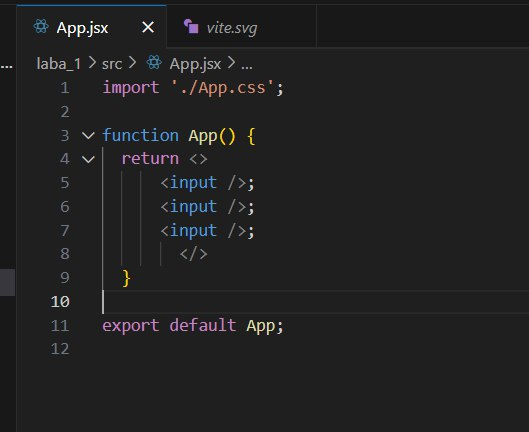 App.jsx × vite.svg
... laba_1 > src > App.jsx > ...
1 import './App.css';
2
3 function App() {
4 return <>
5 <input />;
6 <input />;
7 <input />;
8 </>
9 }
10
11 export default App;
12